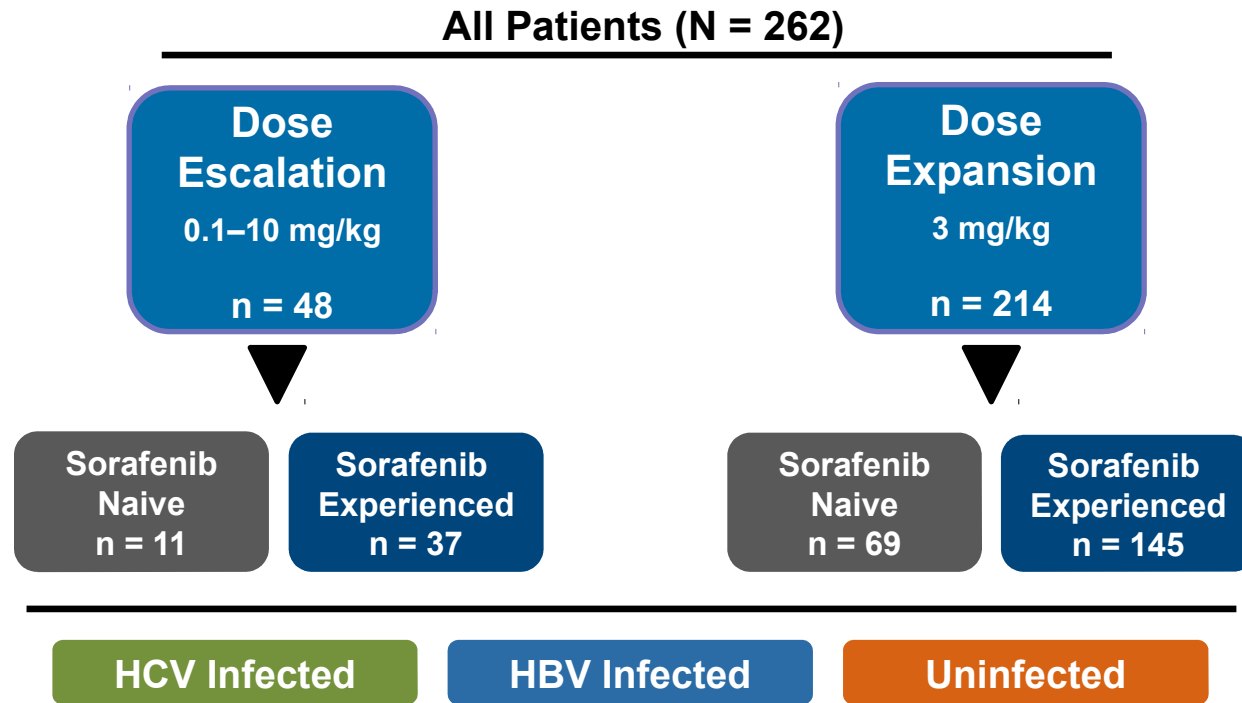 All Patients (N = 262)
Dose
Escalation
0.1–10 mg/kg
n = 48
Dose
Expansion
3 mg/kg
n = 214
Sorafenib
Naive
n = 11
Sorafenib
Experienced
n = 37
Sorafenib
Naive
n = 69
Sorafenib
Experienced
n = 145
HCV Infected
HBV Infected
Uninfected